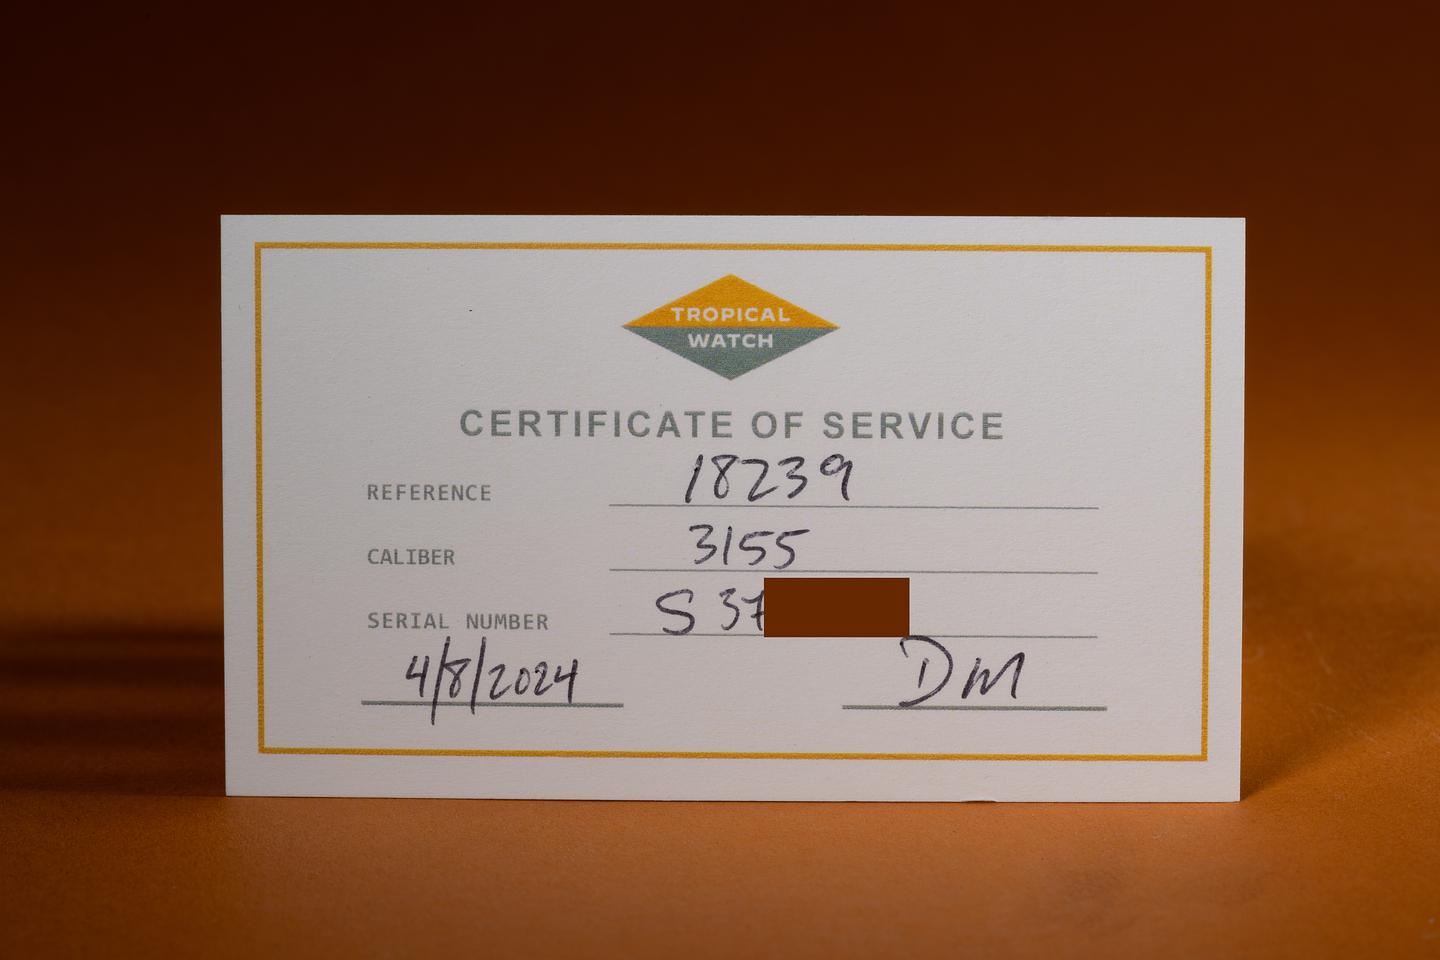 TROPICAL
WATCH
CERTIFICATE OF SERVICE
REFERENCE 18239
CALIBER 3155
SERIAL NUMBER S 37
4/8/2024 DM